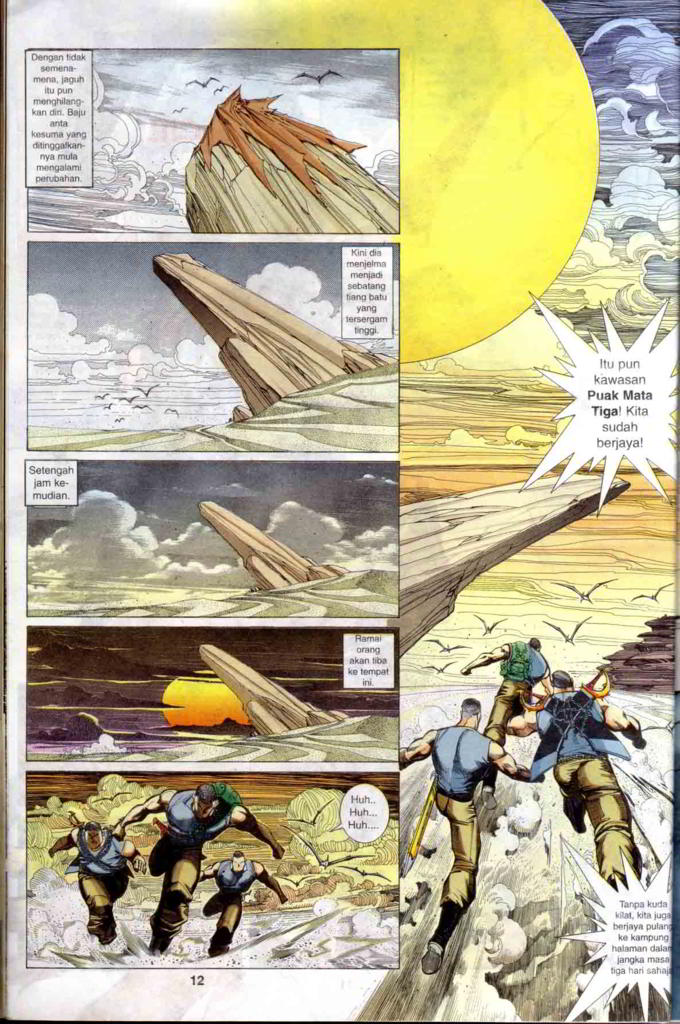 Dengan tidak
semena-
mena, jaguh
itu pun
menghilang-
kan diri. Baju
anta
kesuma yang
ditinggalkan-
nya mula
mengalami
perubahan.
Kini dia
menjelma
menjadi
sebatang
tiang batu
yang
tersergam
tinggi.
Setengah
jam ke-
mudian.
Ramai
orang
akan tiba
ke tempat
ini.
Huh..
Huh...
Huh....
Itu pun
kawasan
Puak Mata
Tiga! Kita
sudah
berjaya!
Tanpa kuda
kilat, kita juga
berjaya pulang
ke kampung
halaman dalam
jangka masa
tiga hari sahaja
12